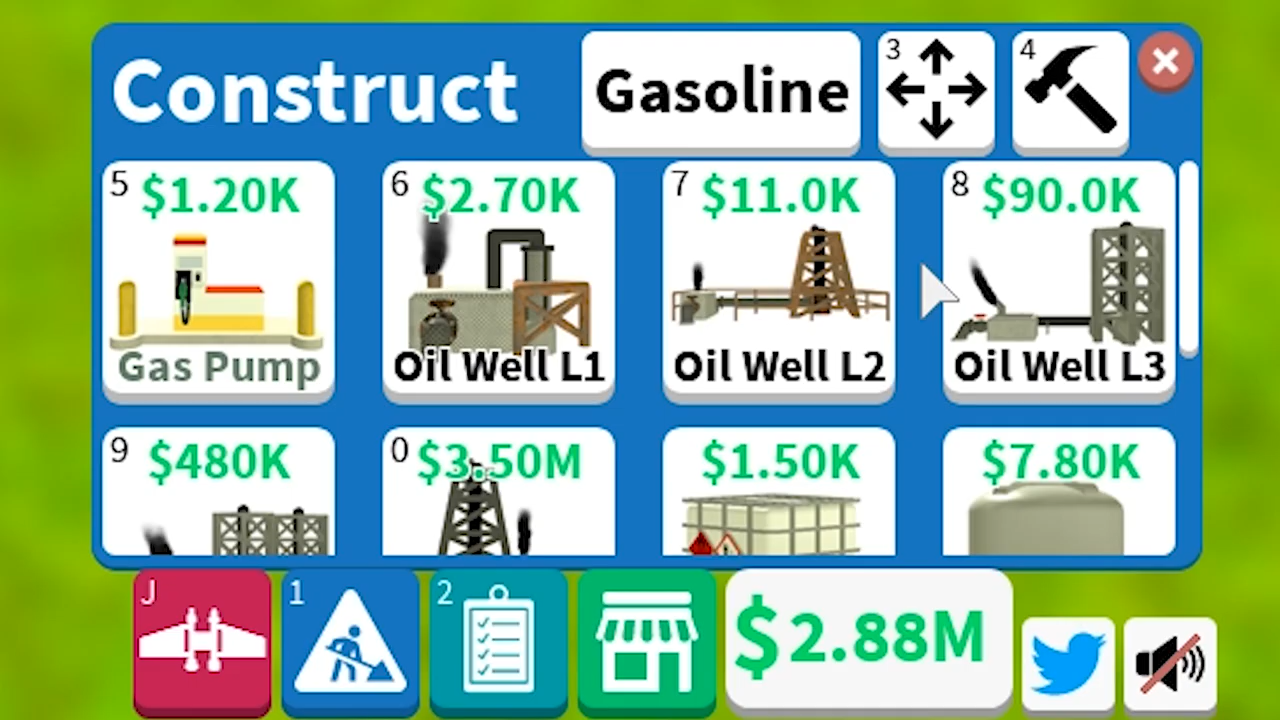 Construct
Gasoline
3
4
5
$1.20K
Gas Pump
6
$2.70K
Oil Well L1
7
$11.0K
Oil Well L2
8
$90.0K
Oil Well L3
9
$480K
0
$3.50M
$1.50K
$7.80K
J
1
2
$2.88M